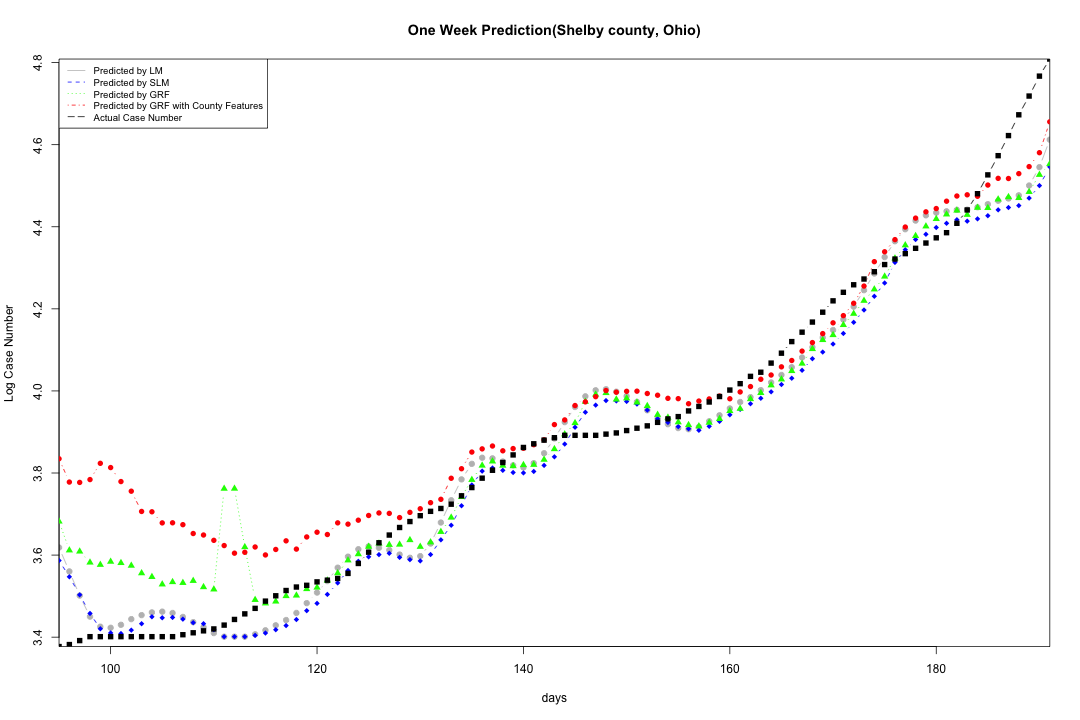 One Week Prediction(Shelby county, Ohio)
Predicted by LM
Predicted by SLM
Predicted by GRF
Predicted by GRF with County Features
Actual Case Number
4.8
4.6
4.4
4.2
4.0
3.8
3.6
3.4
Log Case Number
100 120 140 160 180
days